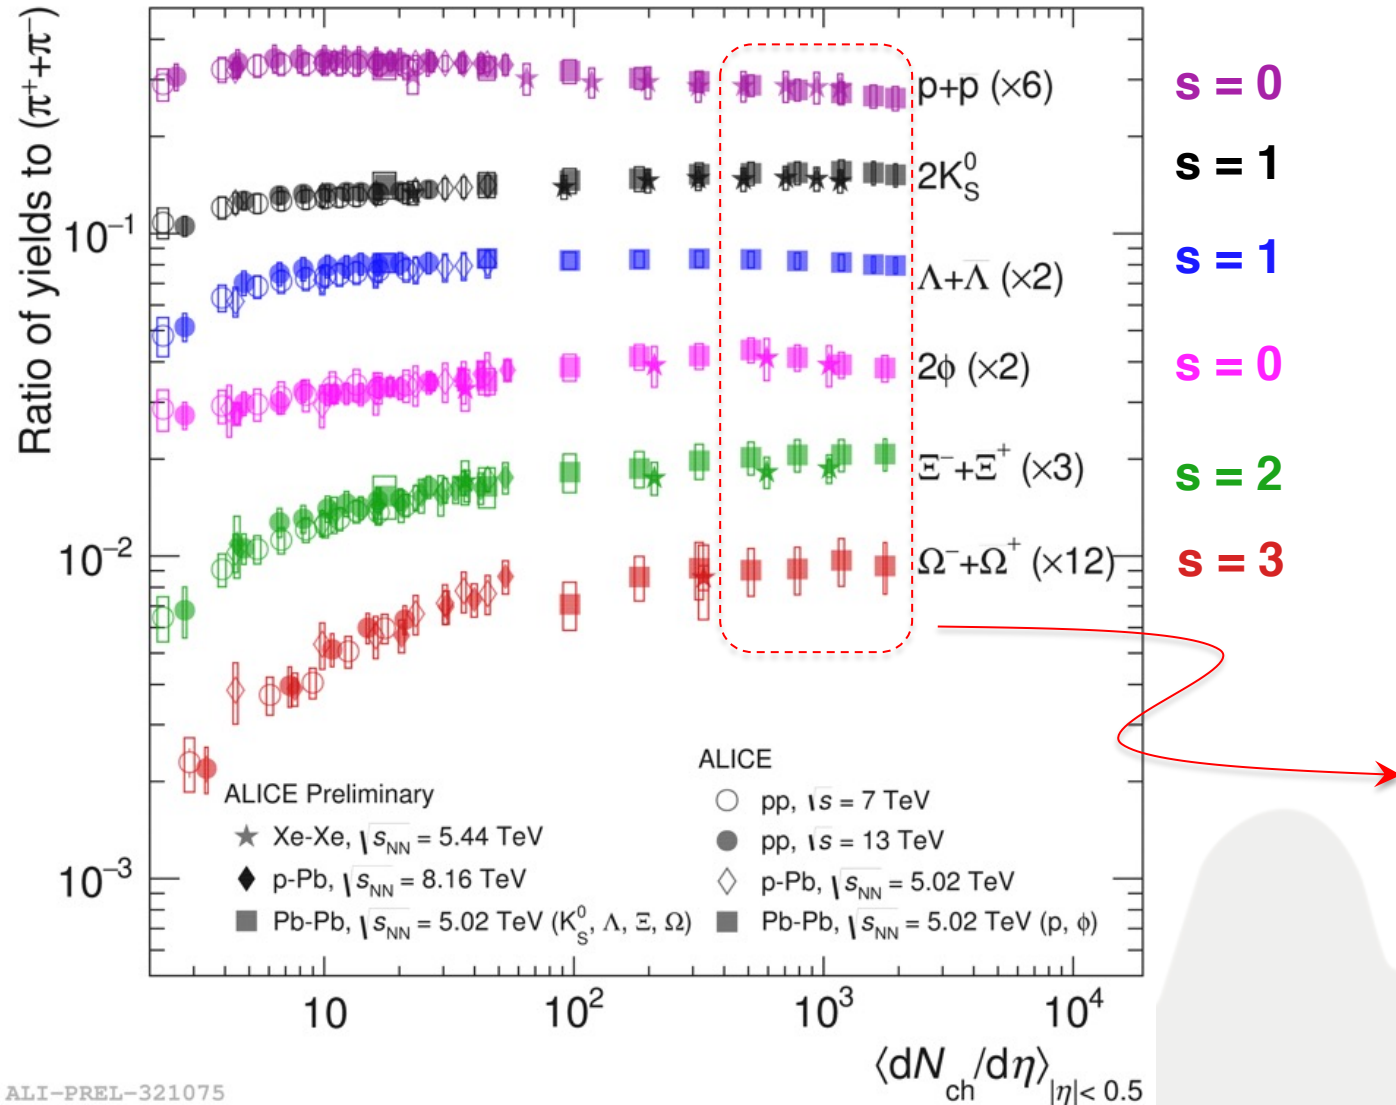 Ratio of yields to (π⁺+π⁻)
10⁻¹
10⁻²
10⁻³
p+p̅ (×6)
2K⁰S
Λ+Λ̅ (×2)
2ϕ (×2)
Ξ⁻+Ξ̅⁺ (×3)
Ω⁻+Ω̅⁺ (×12)
s = 0
s = 1
s = 1
s = 0
s = 2
s = 3
ALICE Preliminary
Xe-Xe, √sNN = 5.44 TeV
p-Pb, √sNN = 8.16 TeV
Pb-Pb, √sNN = 5.02 TeV (K⁰S, Λ, Ξ, Ω)
ALICE
pp, √s = 7 TeV
pp, √s = 13 TeV
p-Pb, √sNN = 5.02 TeV
Pb-Pb, √sNN = 5.02 TeV (p, ϕ)
10 10² 10³ 10⁴
⟨dNch/dη⟩|η|< 0.5
ALI-PREL-321075